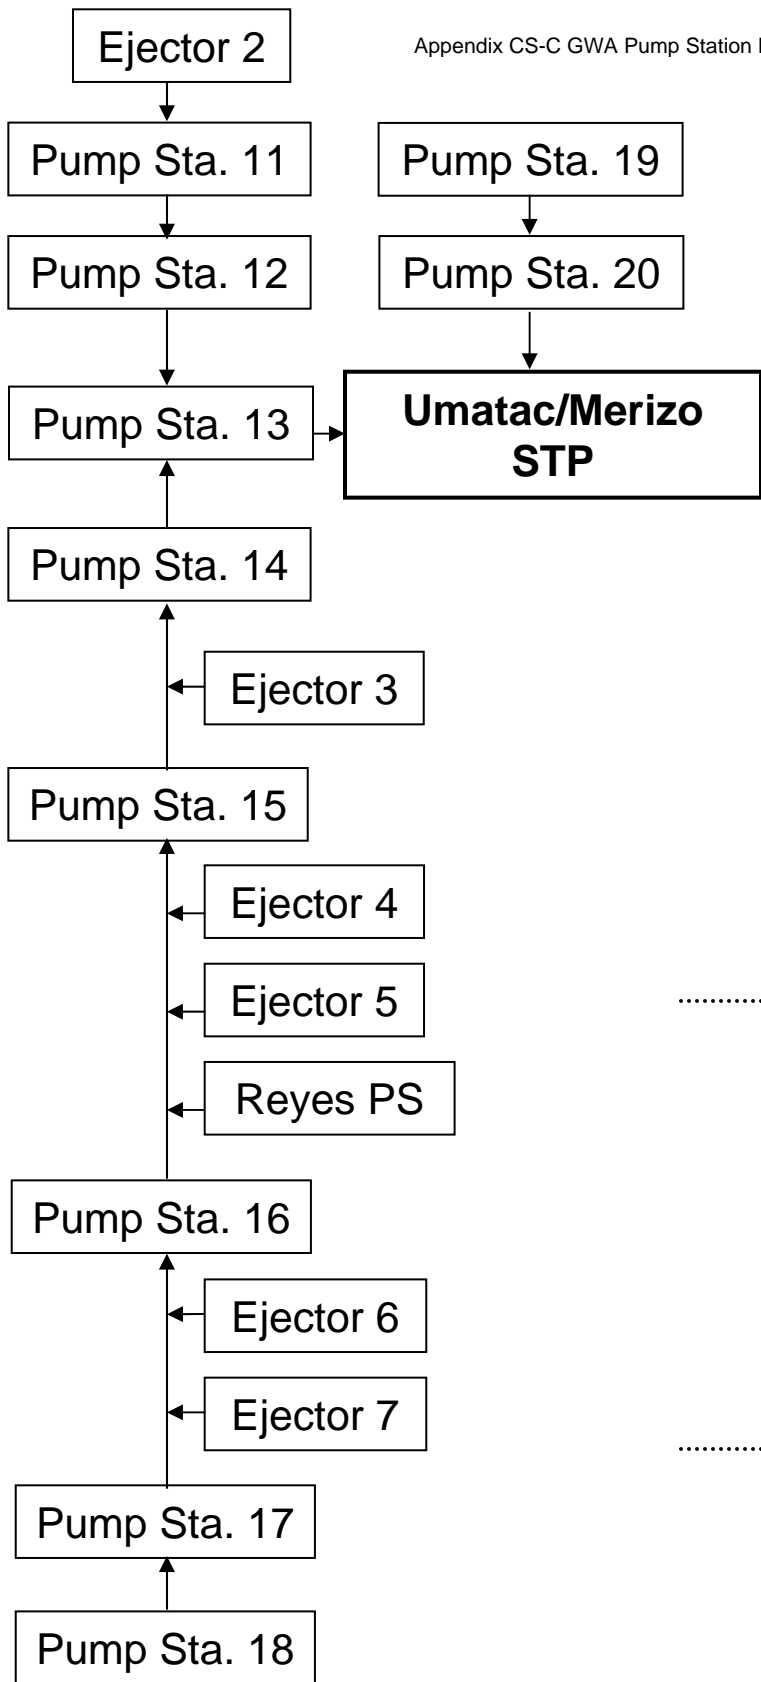 Ejector 2
Appendix CS-C GWA Pump Station
Pump Sta. 11
Pump Sta. 19
Pump Sta. 12
Pump Sta. 20
Pump Sta. 13
Umatac/Merizo
STP
Pump Sta. 14
Ejector 3
Pump Sta. 15
Ejector 4
Ejector 5
Reyes PS
Pump Sta. 16
Ejector 6
Ejector 7
Pump Sta. 17
Pump Sta. 18